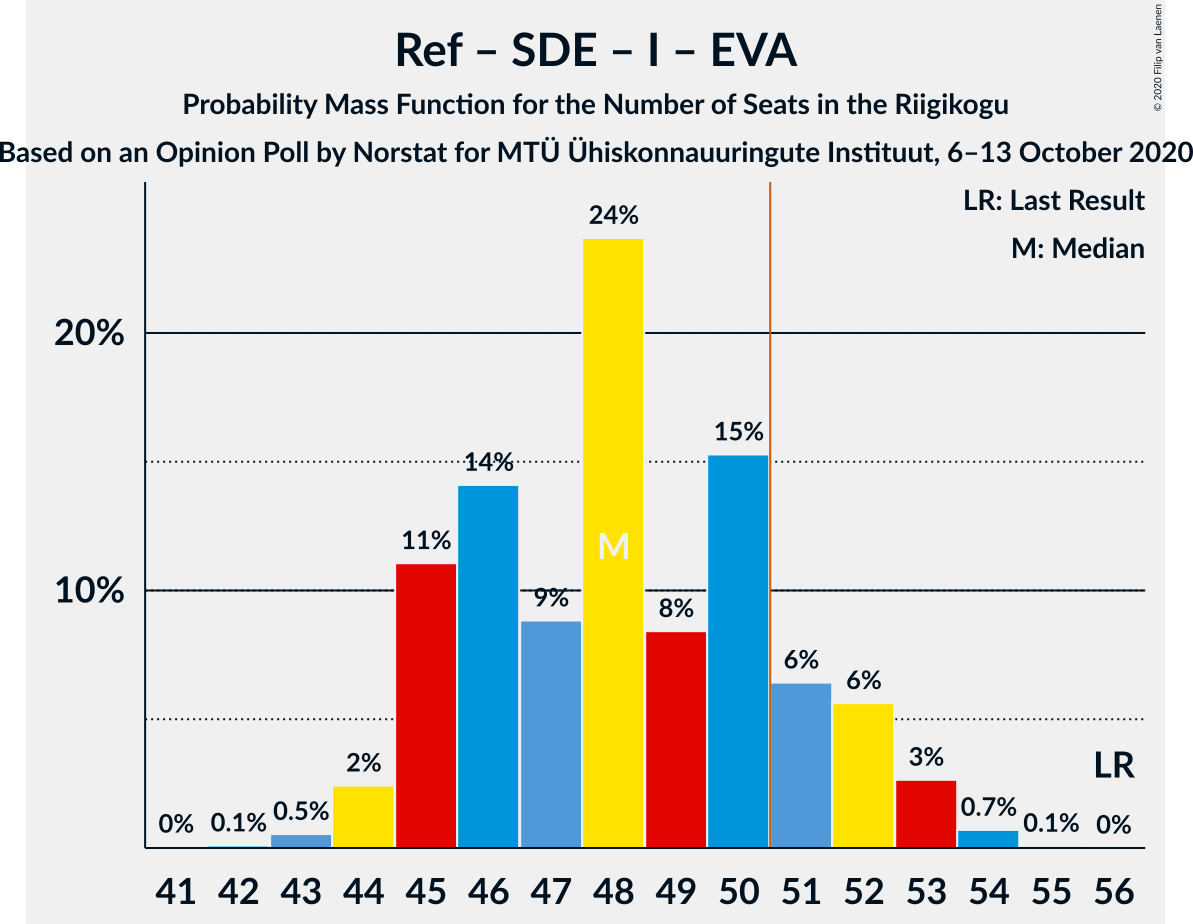 Ref – SDE – I – EVA
Probability Mass Function for the Number of Seats in the Riigikogu
Based on an Opinion Poll by Norstat for MTÜ Ühiskonnauuringute Instituut, 6–13 October 2020
© 2020 Filip van Laenen
LR: Last Result
M: Median
24%
20%
15%
14%
11%
M
10%
9%
8%
6%
6%
2%
3%
LR
0%
0.1%
0.5%
0.7%
0.1%
0%
41 42 43 44 45 46 47 48 49 50 51 52 53 54 55 56